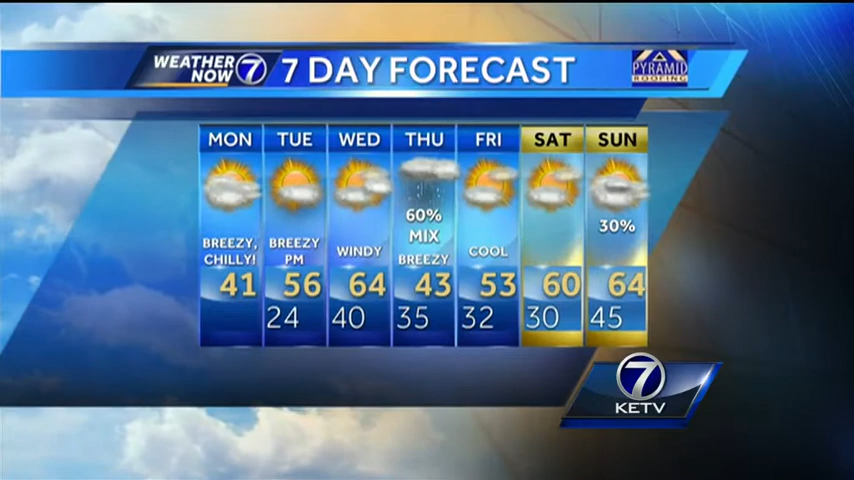 WEATHER NOW 7
7 DAY FORECAST
PYRAMID
ROOFING
MON TUE WED THU FRI SAT SUN
60% MIX
30%
BREEZY, CHILLY!
BREEZY PM
WINDY
BREEZY
COOL
41 56 64 43 53 60 64
24 40 35 32 30 45
7
KETV